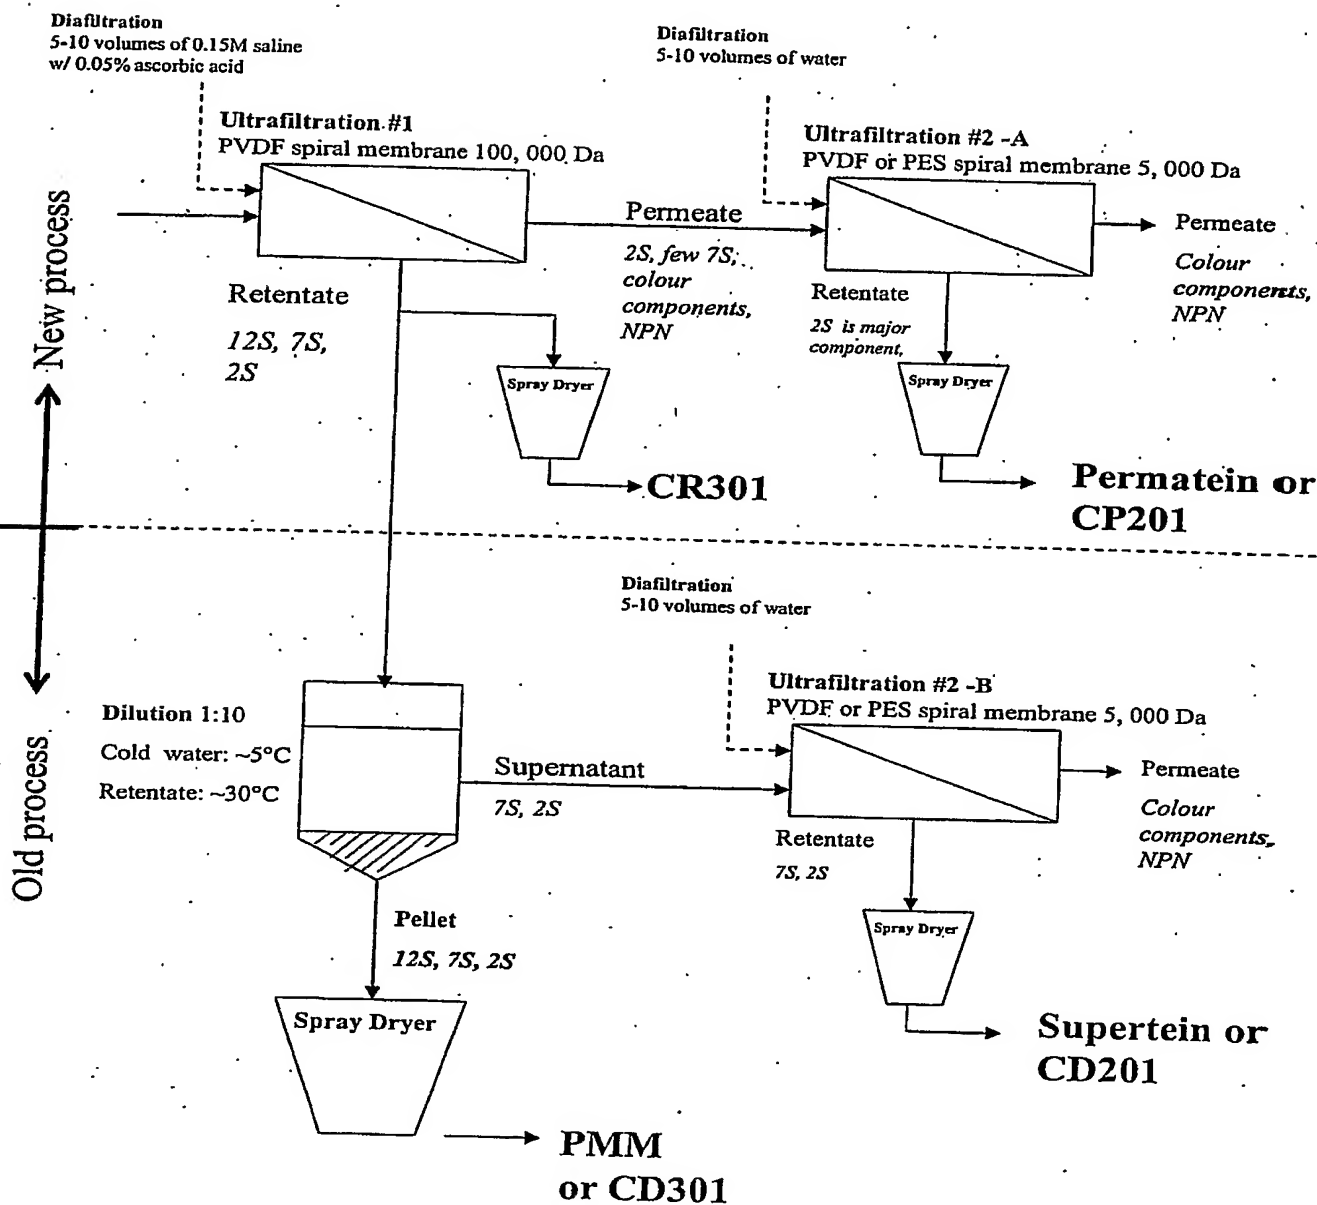 Diafiltration
5-10 volumes of 0.15M saline
w/ 0.05% ascorbic acid
Diafiltration
5-10 volumes of water
Ultrafiltration #1
PVDF spiral membrane 100, 000 Da
Ultrafiltration #2 -A
PVDF or PES spiral membrane 5, 000 Da
Permeate
2S, few 7S,
colour
components,
NPN
Permeate
Colour
components,
NPN
Retentate
12S, 7S,
2S
Retentate
2S is major
component,
Spray Dryer
Spray Dryer
CR301
Permatein or
CP201
New process
Old process
Diafiltration
5-10 volumes of water
Ultrafiltration #2 -B
PVDF or PES spiral membrane 5, 000 Da
Dilution 1:10
Cold water: ~5°C
Retentate: ~30°C
Supernatant
7S, 2S
Permeate
Colour
components,
NPN
Retentate
7S, 2S
Spray Dryer
Pellet
12S, 7S, 2S
Spray Dryer
Supertein or
CD201
PMM
or CD301